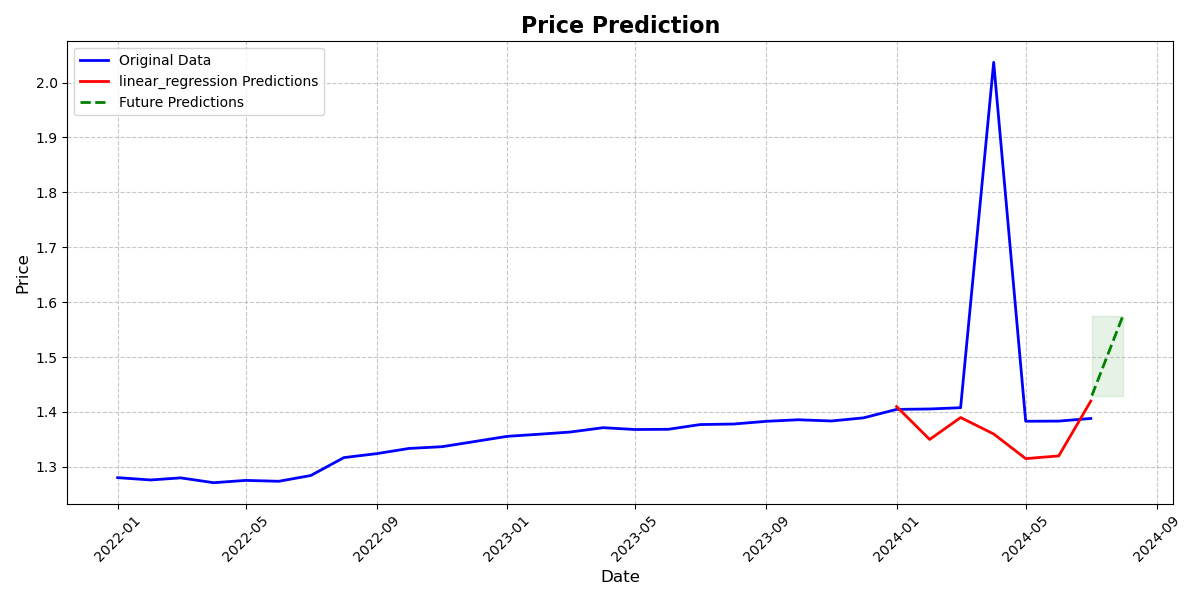 Price Prediction
Original Data
linear_regression Predictions
Future Predictions
Price
2.0
1.9
1.8
1.7
1.6
1.5
1.4
1.3
2022-01
2022-05
2022-09
2023-01
2023-05
2023-09
2024-01
2024-05
2024-09
Date